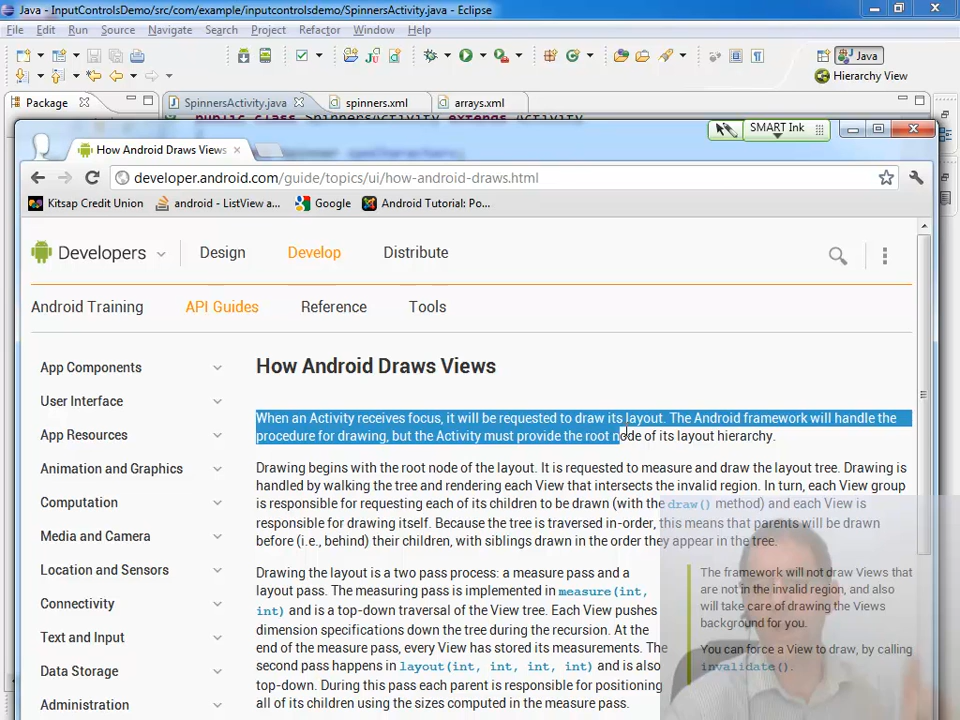 Java - InputControlsDemo/src/com/example/inputcontrolsdemo/SpinnersActivity.java - Eclipse
File Edit Run Source Navigate Search Project Refactor Window Help
Java
Hierarchy View
Package
SpinnersActivity.java
spinners.xml
arrays.xml
public class SpinnersActivity extends Activity
SMART Ink
How Android Draws Views
developer.android.com/guide/topics/ui/how-android-draws.html
Kitsap Credit Union
android - ListView a...
Google
Android Tutorial: Po...
Developers
Design
Develop
Distribute
Android Training
API Guides
Reference
Tools
App Components
User Interface
App Resources
Animation and Graphics
Computation
Media and Camera
Location and Sensors
Connectivity
Text and Input
Data Storage
Administration
How Android Draws Views
When an Activity receives focus, it will be requested to draw its layout. The Android framework will handle the
procedure for drawing, but the Activity must provide the root node of its layout hierarchy.
Drawing begins with the root node of the layout. It is requested to measure and draw the layout tree. Drawing is
handled by walking the tree and rendering each View that intersects the invalid region. In turn, each View group
is responsible for requesting each of its children to be drawn (with the draw() method) and each View is
responsible for drawing itself. Because the tree is traversed in-order, this means that parents will be drawn
before (i.e., behind) their children, with siblings drawn in the order they appear in the tree.
Drawing the layout is a two pass process: a measure pass and a
layout pass. The measuring pass is implemented in measure(int,
int) and is a top-down traversal of the View tree. Each View pushes
dimension specifications down the tree during the recursion. At the
end of the measure pass, every View has stored its measurements. The
second pass happens in layout(int, int, int, int) and is also
top-down. During this pass each parent is responsible for positioning
all of its children using the sizes computed in the measure pass.
The framework will not draw Views that
are not in the invalid region, and also
will take care of drawing the Views
background for you.
You can force a View to draw, by calling
invalidate().